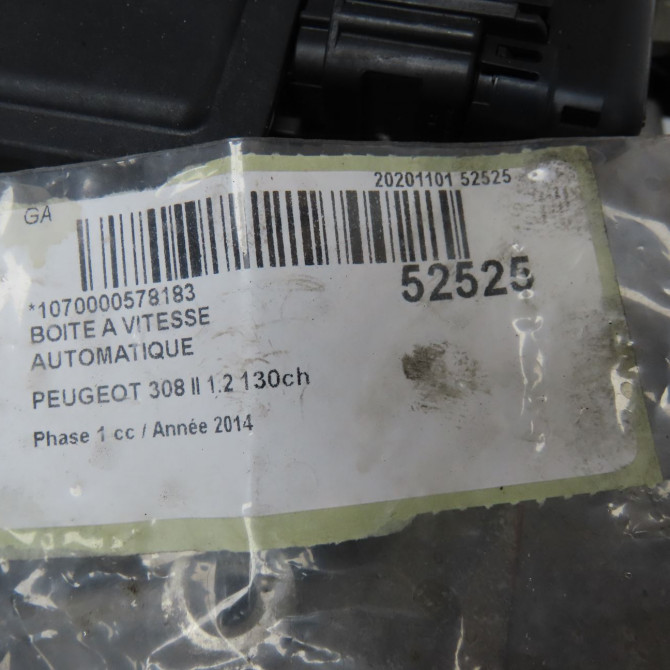 GA
20201101 52525
*1070000578183
52525
BOITE A VITESSE
AUTOMATIQUE
PEUGEOT 308 II 1.2 130ch
Phase 1 cc / Année 2014